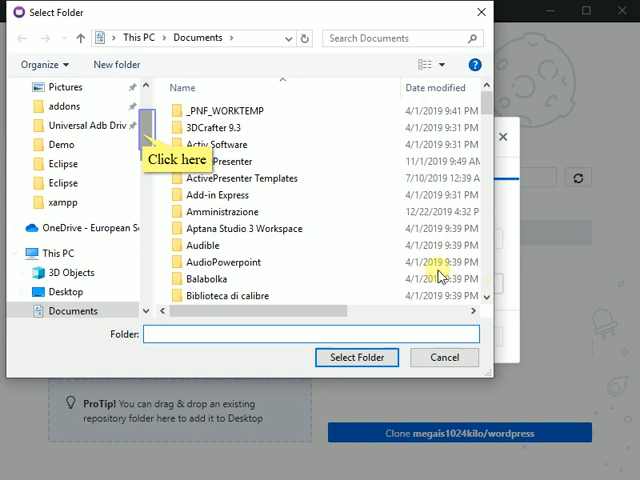 Select Folder
This PC
Documents
Search Documents
Organize
New folder
Pictures
addons
Universal Adb Driv
Demo
Eclipse
Eclipse
xampp
OneDrive - European S
This PC
3D Objects
Desktop
Documents
Name
Date modified
_PNF_WORKTEMP 4/1/2019 9:41 PM
3DCrafter 9.3 4/1/2019 9:39 PM
Activ Software 4/1/2019 9:31 PM
Presenter 11/1/2019 9:49 AM
ActivePresenter Templates 7/10/2019 12:39 A
Add-in Express 4/1/2019 9:31 PM
Amministrazione 12/22/2019 4:32 P
Aptana Studio 3 Workspace 4/1/2019 9:39 PM
Audible 4/1/2019 9:39 PM
AudioPowerpoint 4/1/2019 9:39 PM
Balabolka 4/1/2019 9:39 PM
Biblioteca di calibre 4/1/2019 9:39 PM
Click here
Folder:
Select Folder
Cancel
ProTip! You can drag & drop an existing
repository folder here to add it to Desktop
Clone megais1024kilo/wordpress